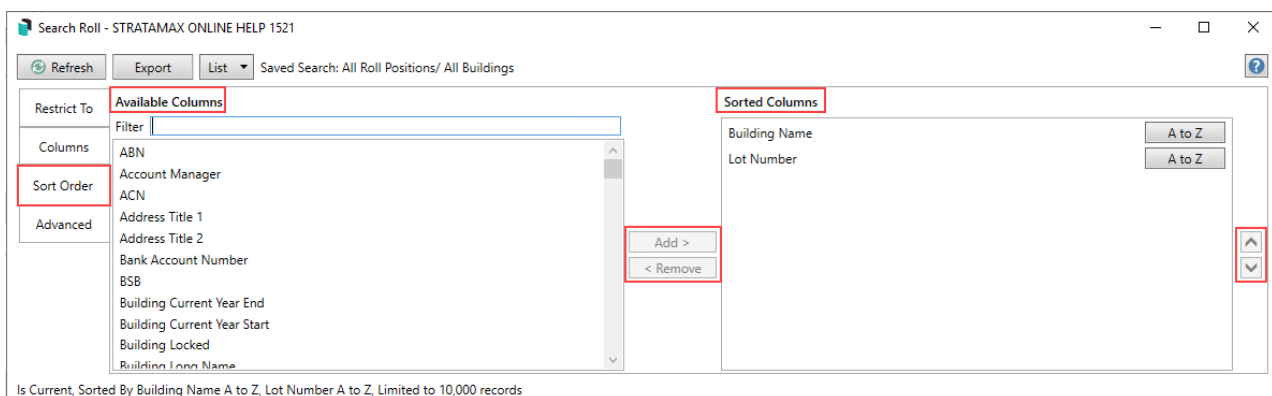 Search Roll - STRATAMAX ONLINE HELP 1521
Refresh Export List Saved Search: All Roll Positions/ All Buildings
Restrict To
Columns
Sort Order
Advanced
Available Columns
Filter
ABN
Account Manager
ACN
Address Title 1
Address Title 2
Bank Account Number
BSB
Building Current Year End
Building Current Year Start
Building Locked
Building Long Name
Add >
< Remove
Sorted Columns
Building Name A to Z
Lot Number A to Z
Is Current, Sorted By Building Name A to Z, Lot Number A to Z, Limited to 10,000 records